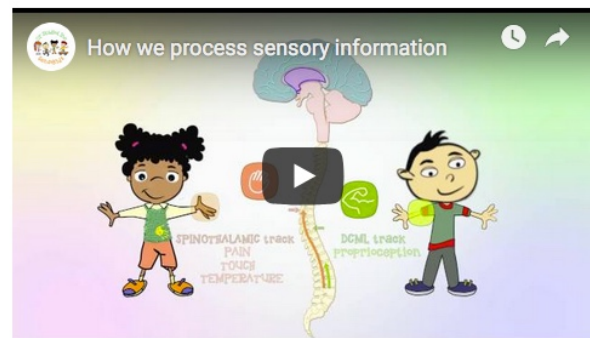 How we process sensory information
SPINOTHALAMIC track
PAIN
TOUCH
TEMPERATURE
DCML track
proprioception